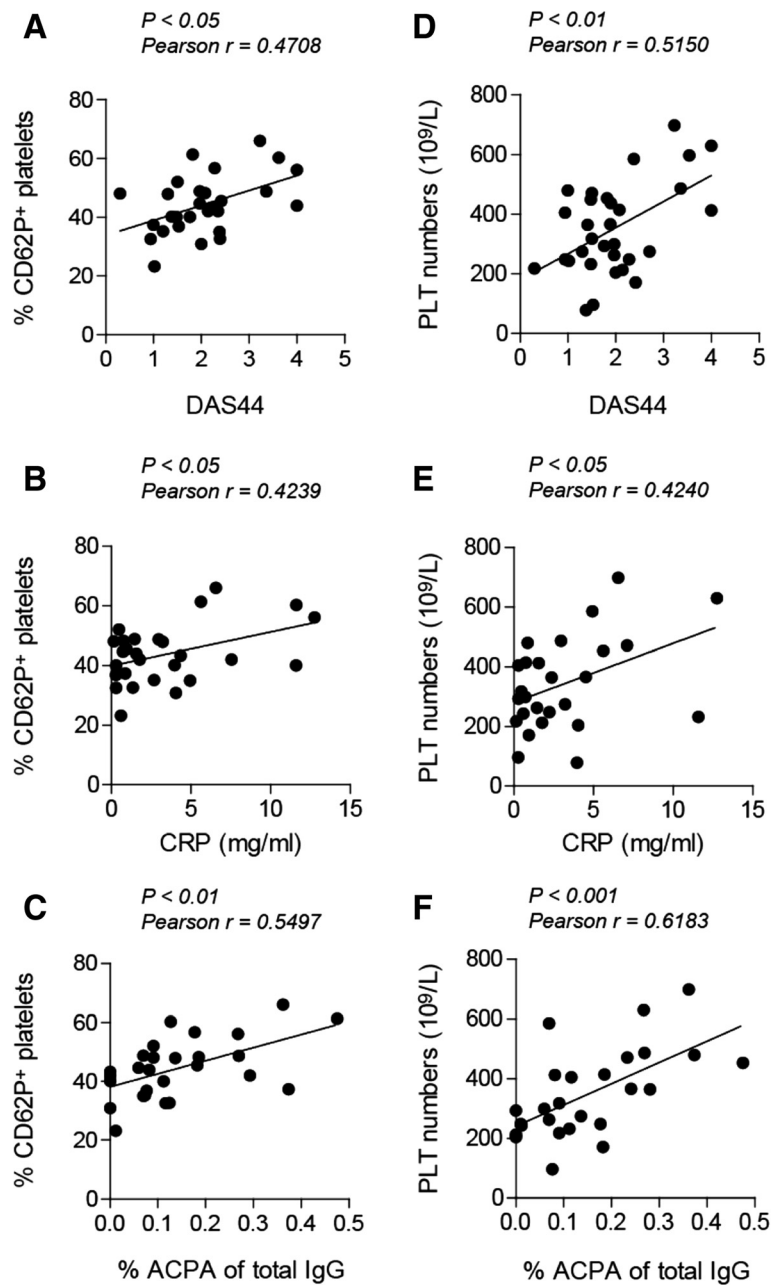 A
P < 0.05
Pearson r = 0.4708
% CD62P⁺ platelets
80
60
40
20
0
0 1 2 3 4 5
DAS44
D
P < 0.01
Pearson r = 0.5150
PLT numbers (10⁹/L)
800
600
400
200
0
0 1 2 3 4 5
DAS44
B
P < 0.05
Pearson r = 0.4239
% CD62P⁺ platelets
80
60
40
20
0
0 5 10 15
CRP (mg/ml)
E
P < 0.05
Pearson r = 0.4240
PLT numbers (10⁹/L)
800
600
400
200
0
0 5 10 15
CRP (mg/ml)
C
P < 0.01
Pearson r = 0.5497
% CD62P⁺ platelets
80
60
40
20
0
0.0 0.1 0.2 0.3 0.4 0.5
% ACPA of total IgG
F
P < 0.001
Pearson r = 0.6183
PLT numbers (10⁹/L)
800
600
400
200
0
0.0 0.1 0.2 0.3 0.4 0.5
% ACPA of total IgG